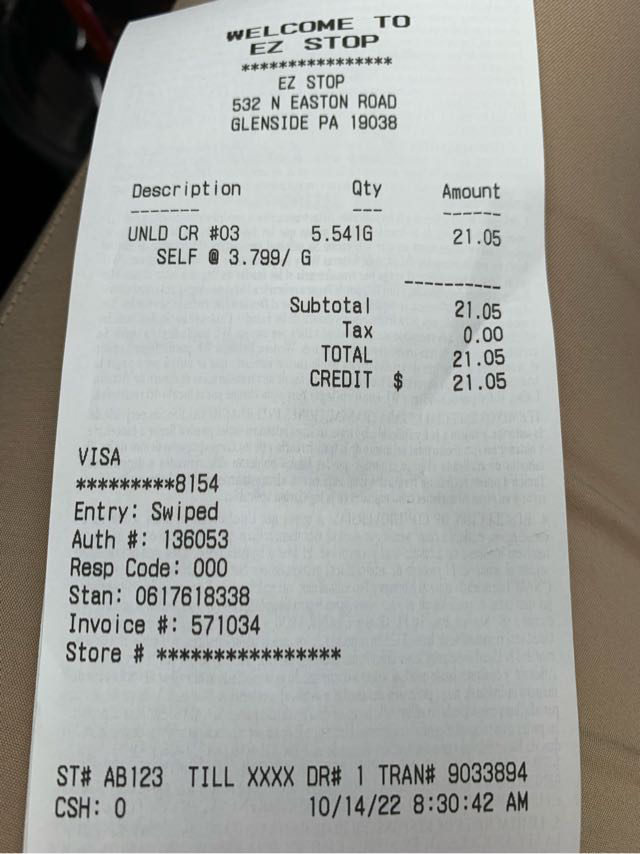 WELCOME TO
EZ STOP
****************
EZ STOP
532 N EASTON ROAD
GLENSIDE PA 19038
Description Qty Amount
------- --- ------
UNLD CR #03 5.541G 21.05
SELF @ 3.799/ G
----------
Subtotal 21.05
Tax 0.00
TOTAL 21.05
CREDIT $ 21.05
VISA
*********8154
Entry: Swiped
Auth #: 136053
Resp Code: 000
Stan: 0617618338
Invoice #: 571034
Store # ****************
ST# AB123 TILL XXXX DR# 1 TRAN# 9033894
CSH: 0 10/14/22 8:30:42 AM